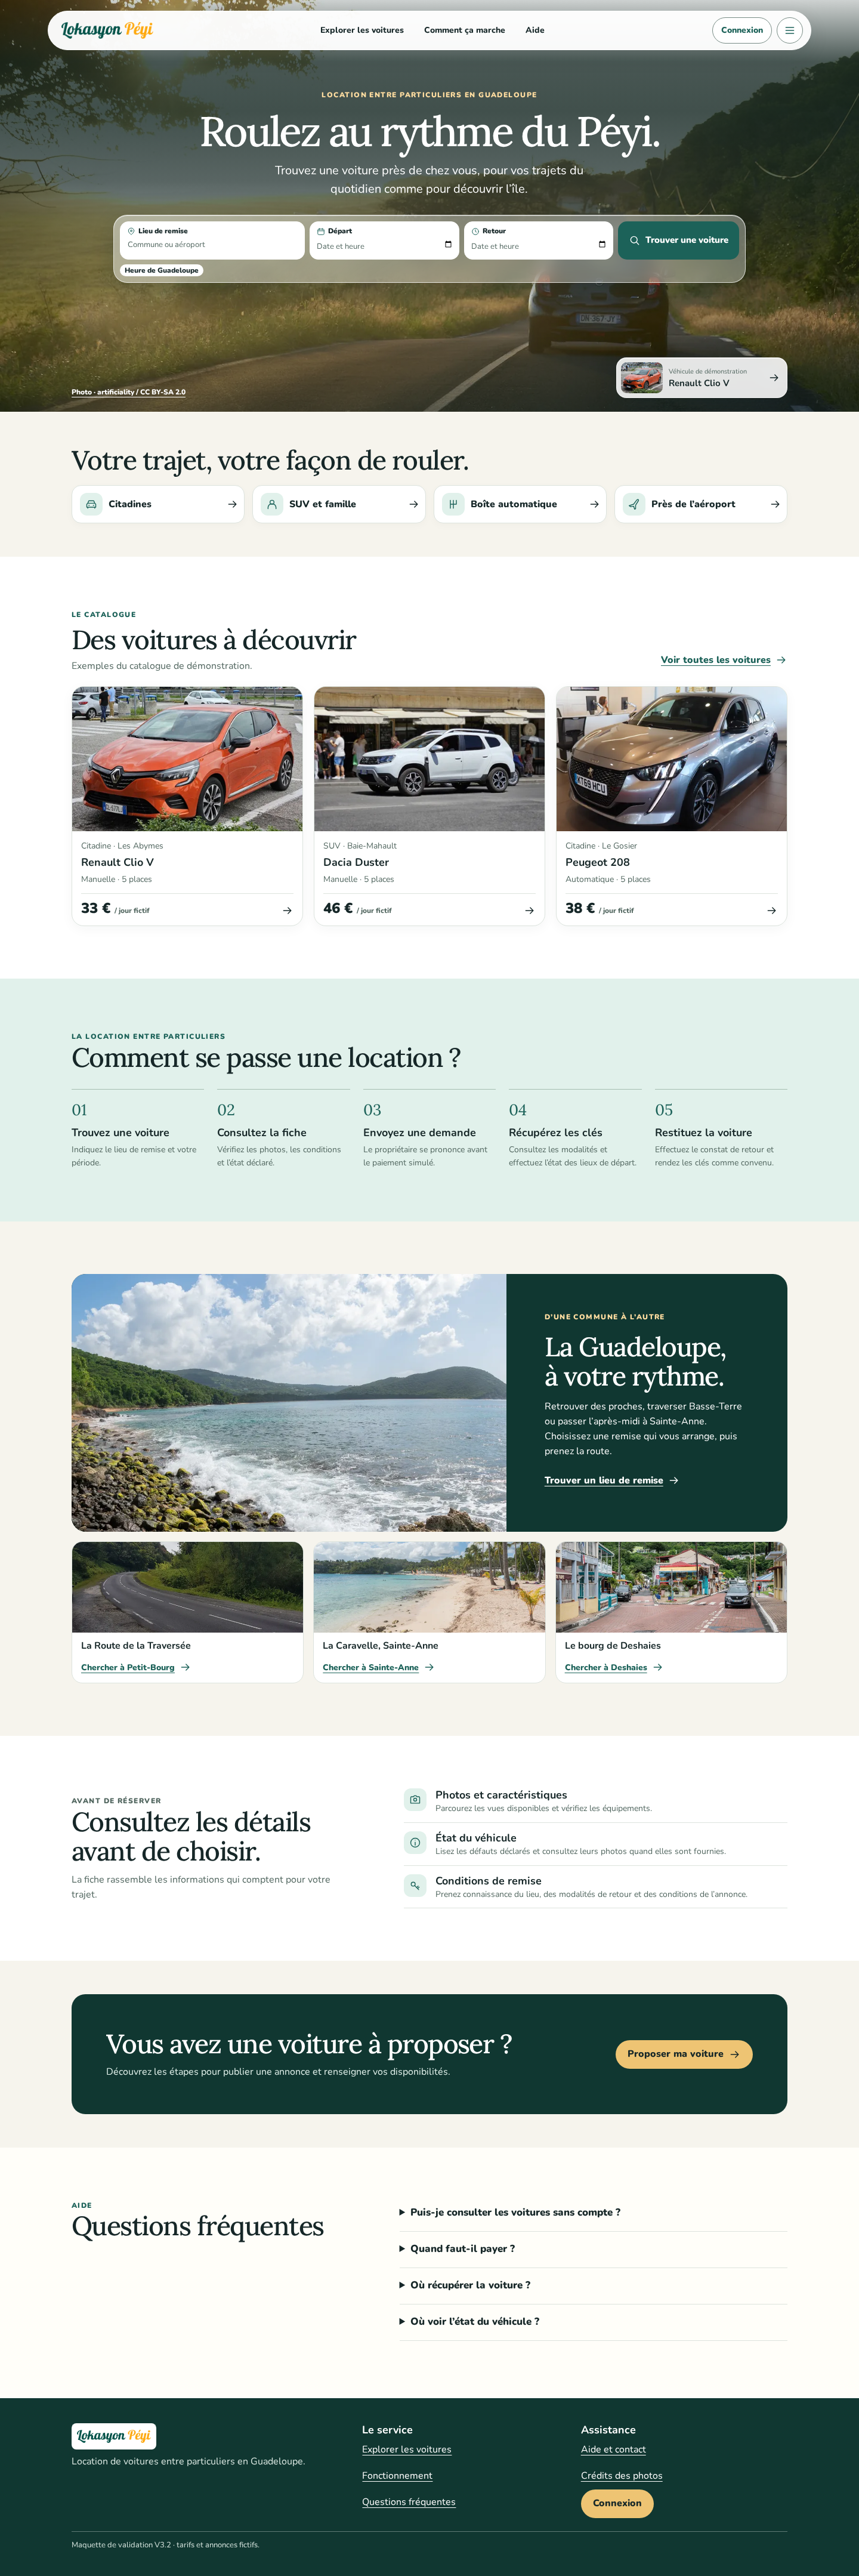 Lokasyon Péyi
Explorer les voitures
Comment ça marche
Aide
Connexion
LOCATION ENTRE PARTICULIERS EN GUADELOUPE
Roulez au rythme du Péyi.
Trouvez une voiture près de chez vous, pour vos trajets du
quotidien comme pour découvrir l’île.
Lieu de remise
Commune ou aéroport
Départ
Date et heure
Retour
Date et heure
Trouver une voiture
Heure de Guadeloupe
Véhicule de démonstration
Renault Clio V
Photo · artificiality / CC BY-SA 2.0
Votre trajet, votre façon de rouler.
Citadines
SUV et famille
Boîte automatique
Près de l’aéroport
LE CATALOGUE
Des voitures à découvrir
Exemples du catalogue de démonstration.
Voir toutes les voitures
Citadine · Les Abymes
Renault Clio V
Manuelle · 5 places
33 € / jour fictif
SUV · Baie-Mahault
Dacia Duster
Manuelle · 5 places
46 € / jour fictif
Citadine · Le Gosier
Peugeot 208
Automatique · 5 places
38 € / jour fictif
LA LOCATION ENTRE PARTICULIERS
Comment se passe une location ?
01
Trouvez une voiture
Indiquez le lieu de remise et votre
période.
02
Consultez la fiche
Vérifiez les photos, les conditions
et l’état déclaré.
03
Envoyez une demande
Le propriétaire se prononce avant
le paiement simulé.
04
Récupérez les clés
Consultez les modalités et
effectuez l’état des lieux de départ.
05
Restituez la voiture
Effectuez le constat de retour et
rendez les clés comme convenu.
D’UNE COMMUNE À L’AUTRE
La Guadeloupe,
à votre rythme.
Retrouver des proches, traverser Basse-Terre
ou passer l’après-midi à Sainte-Anne.
Choisissez une remise qui vous arrange, puis
prenez la route.
Trouver un lieu de remise
La Route de la Traversée
Chercher à Petit-Bourg
La Caravelle, Sainte-Anne
Chercher à Sainte-Anne
Le bourg de Deshaies
Chercher à Deshaies
AVANT DE RÉSERVER
Consultez les détails
avant de choisir.
La fiche rassemble les informations qui comptent pour votre
trajet.
Photos et caractéristiques
Parcourez les vues disponibles et vérifiez les équipements.
État du véhicule
Lisez les défauts déclarés et consultez leurs photos quand elles sont fournies.
Conditions de remise
Prenez connaissance du lieu, des modalités de retour et des conditions de l’annonce.
Vous avez une voiture à proposer ?
Découvrez les étapes pour publier une annonce et renseigner vos disponibilités.
Proposer ma voiture
AIDE
Questions fréquentes
Puis-je consulter les voitures sans compte ?
Quand faut-il payer ?
Où récupérer la voiture ?
Où voir l’état du véhicule ?
Lokasyon Péyi
Location de voitures entre particuliers en Guadeloupe.
Le service
Explorer les voitures
Fonctionnement
Questions fréquentes
Assistance
Aide et contact
Crédits des photos
Connexion
Maquette de validation V3.2 · tarifs et annonces fictifs.